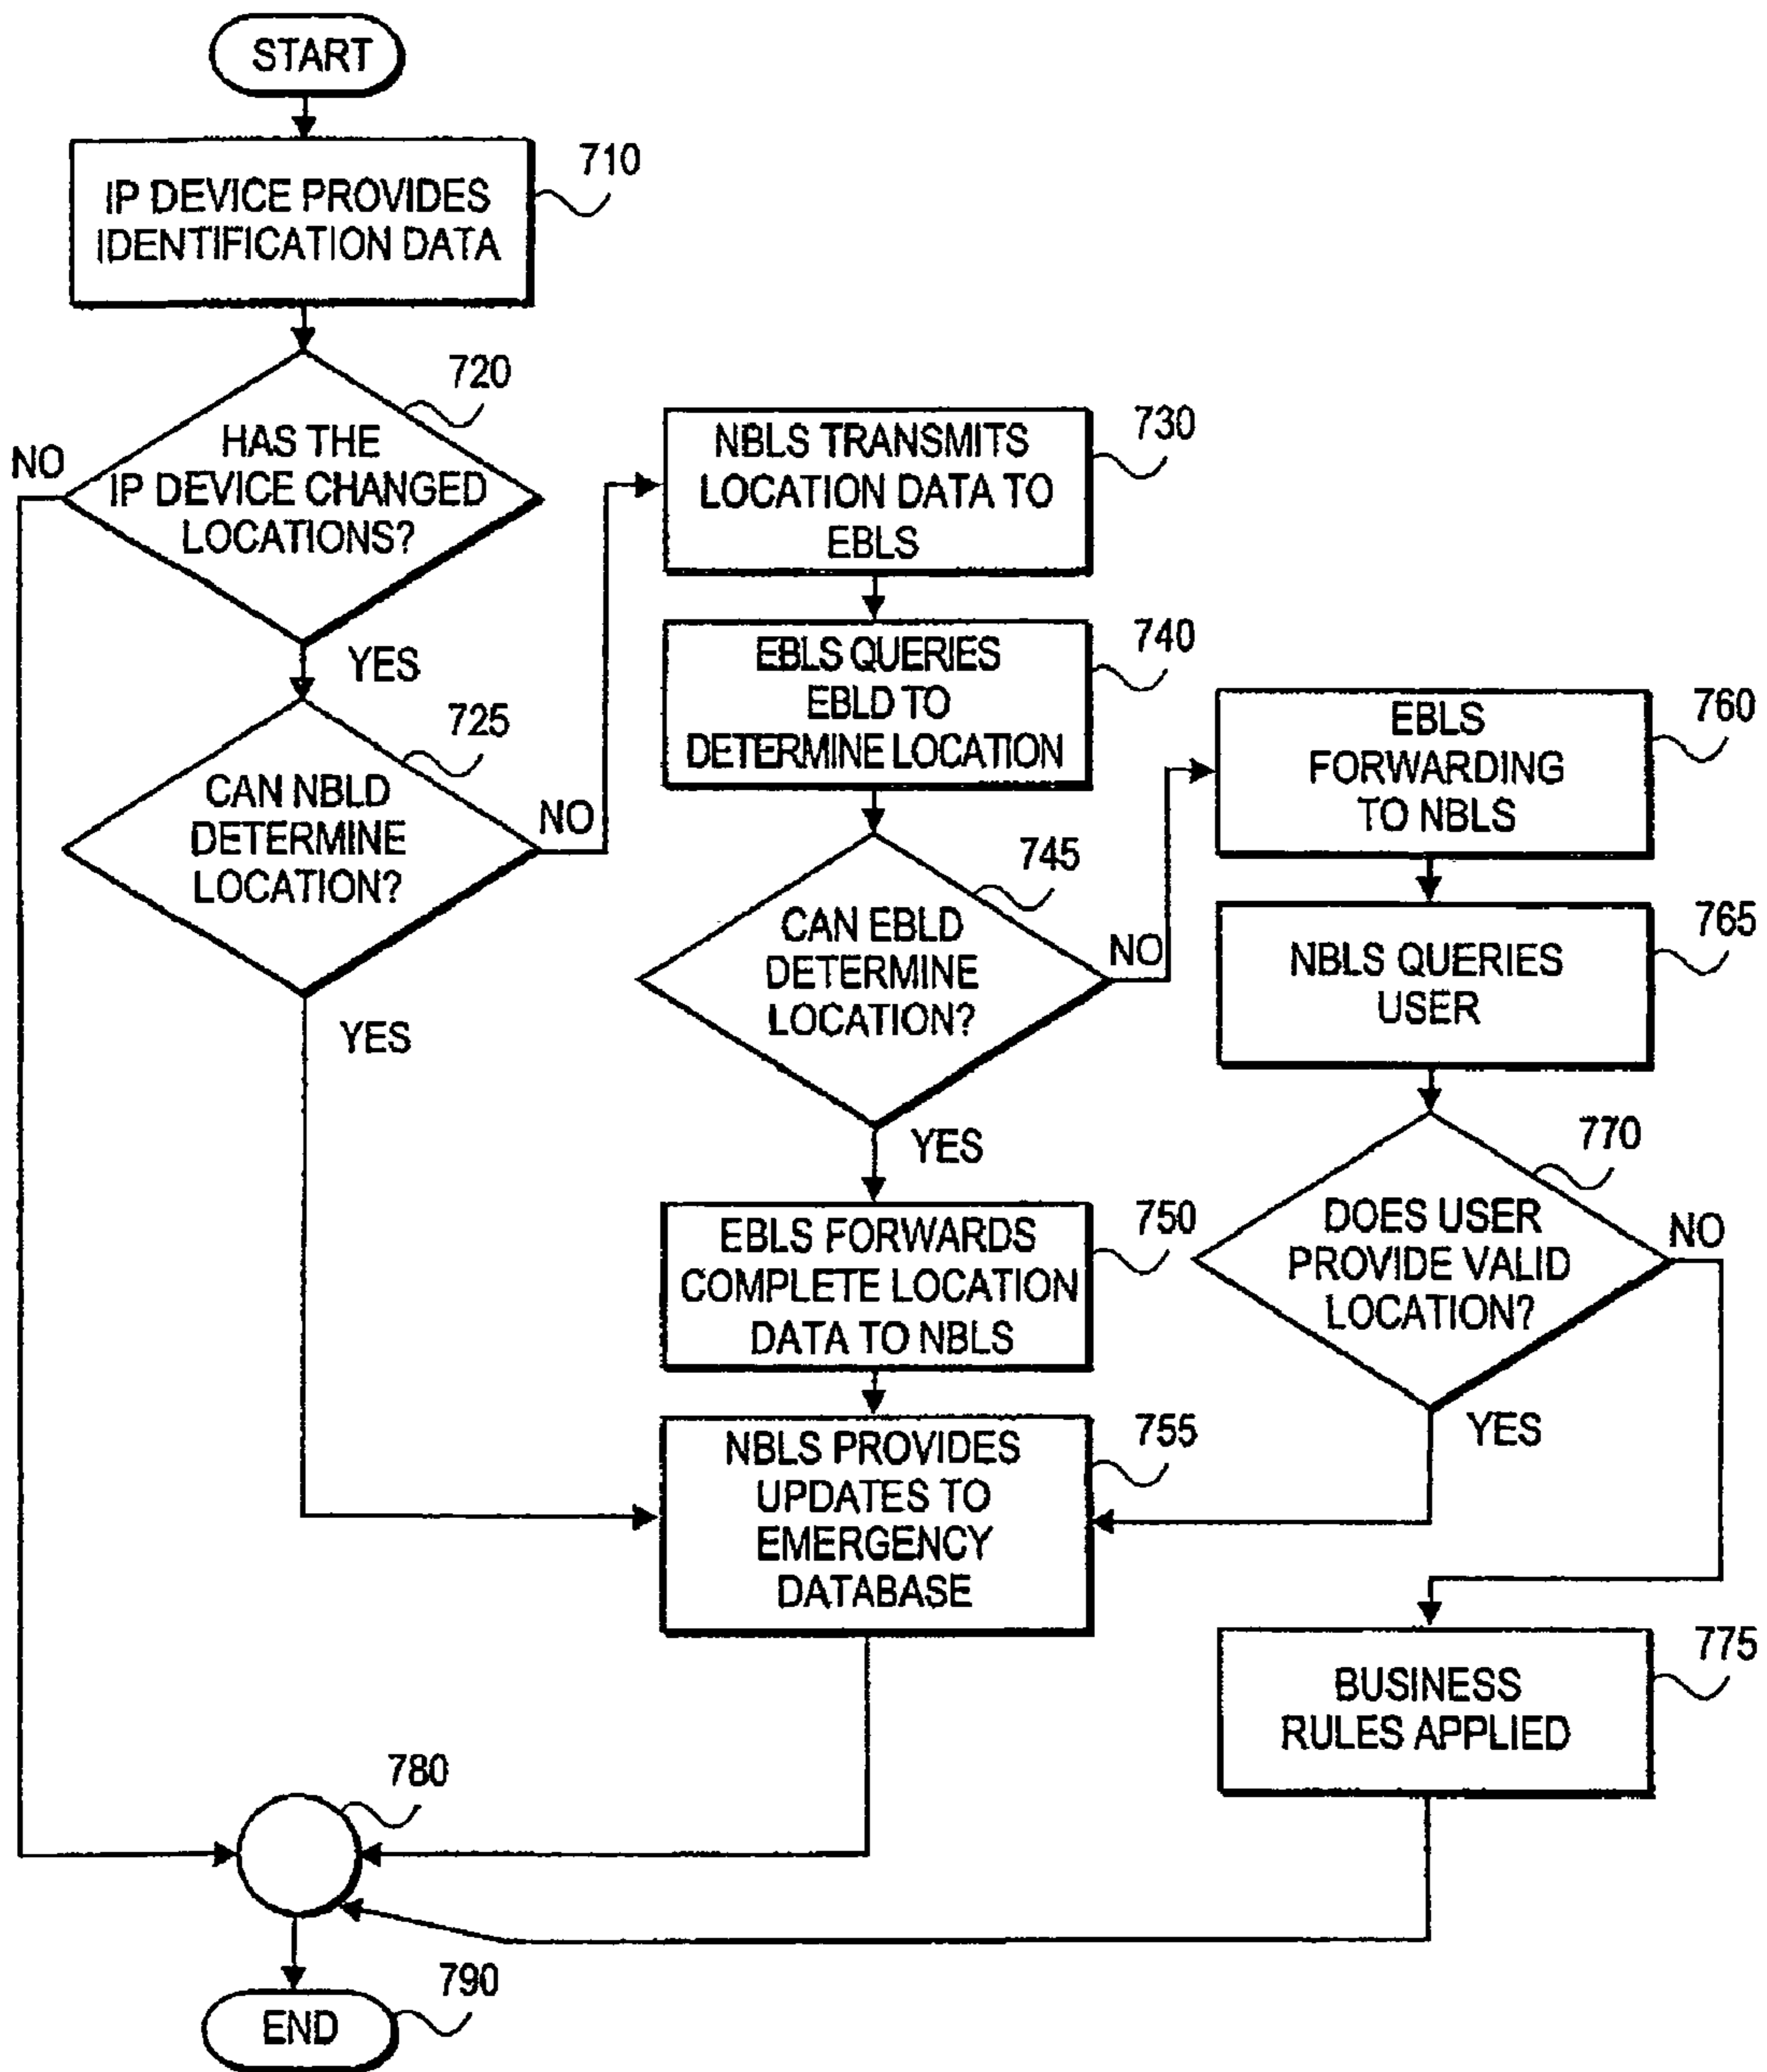 START
710
IP DEVICE PROVIDES
IDENTIFICATION DATA
720
HAS THE
IP DEVICE CHANGED
LOCATIONS?
NO
YES
725
CAN NBLD
DETERMINE
LOCATION?
NO
YES
730
NBLS TRANSMITS
LOCATION DATA TO
EBLS
740
EBLS QUERIES
EBLD TO
DETERMINE LOCATION
745
CAN EBLD
DETERMINE
LOCATION?
NO
YES
750
EBLS FORWARDS
COMPLETE LOCATION
DATA TO NBLS
755
NBLS PROVIDES
UPDATES TO
EMERGENCY
DATABASE
760
EBLS
FORWARDING
TO NBLS
765
NBLS QUERIES
USER
770
DOES USER
PROVIDE VALID
LOCATION?
NO
YES
775
BUSINESS
RULES APPLIED
780
790
END